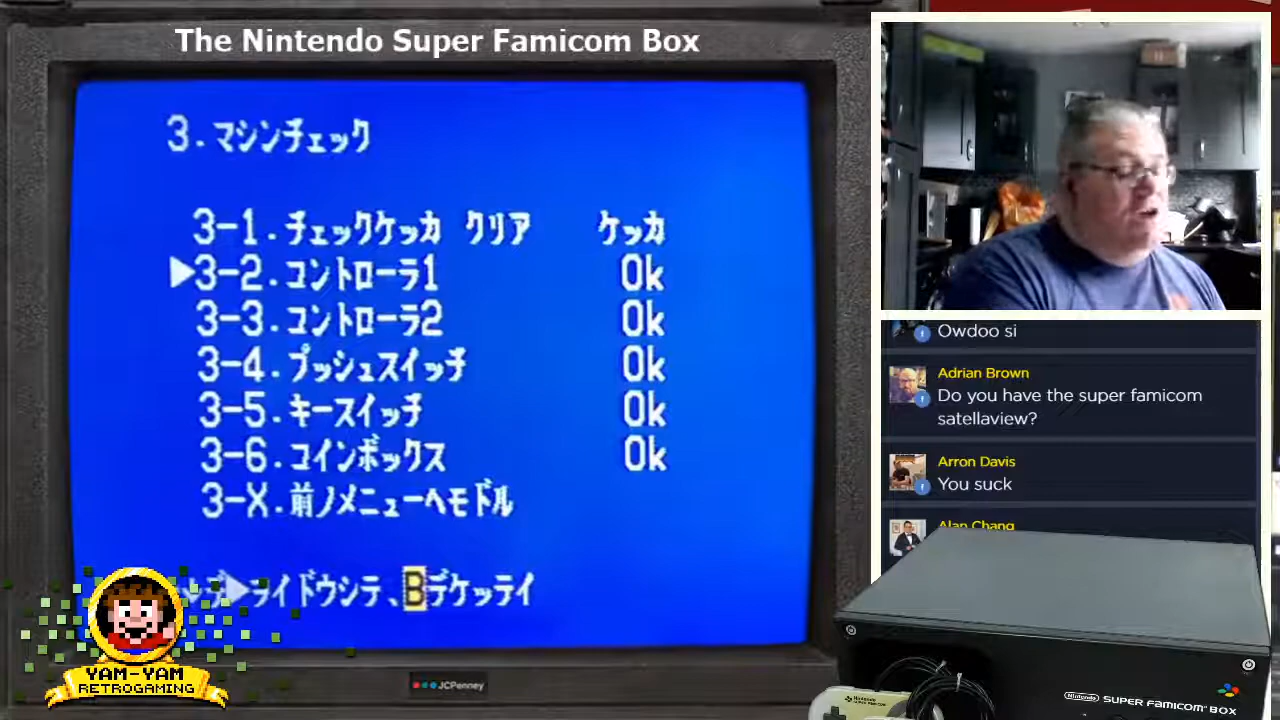 The Nintendo Super Famicom Box
3.マシンチェック
3-1.チェックケッカ クリア ケッカ
▶3-2.コントローラ1 Ok
3-3.コントローラ2 Ok
3-4.プッシュスイッチ Ok
3-5.キースイッチ Ok
3-6.コインボックス Ok
3-X.前ノメニューヘモドル
▶ヲイドウシテ、Bデケッテイ
JCPenney
YAM-YAM
RETROGAMING
Owdoo si
Adrian Brown
Do you have the super famicom
satellaview?
Arron Davis
You suck
Alan Chang
Nintendo SUPER FAMICOM BOX